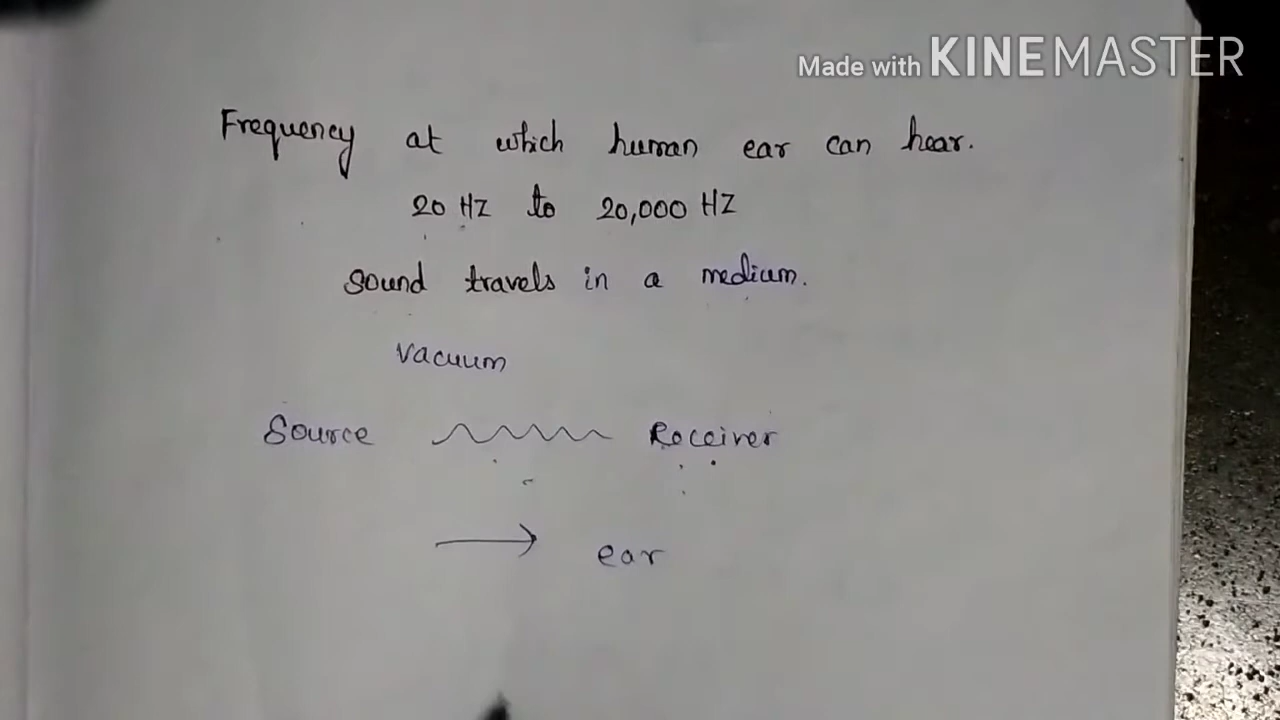 Made with KINEMASTER
Frequency at which human ear can hear.
20 HZ to 20,000 HZ
Sound travels in a medium.
Vacuum
Source Receiver
ear